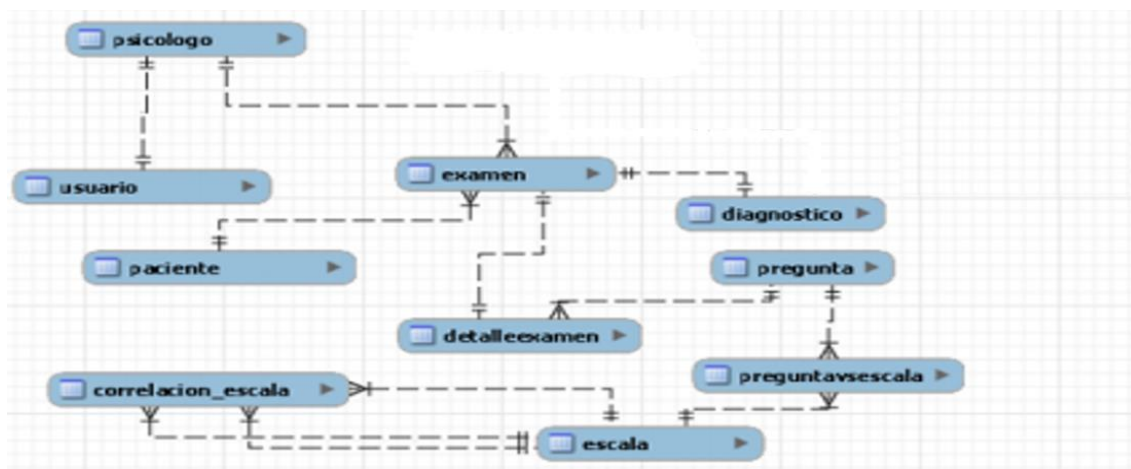 psicologo
examen
usuario
diagnostico
paciente
pregunta
detalleexamen
preguntavsescala
correlacion_escala
escala